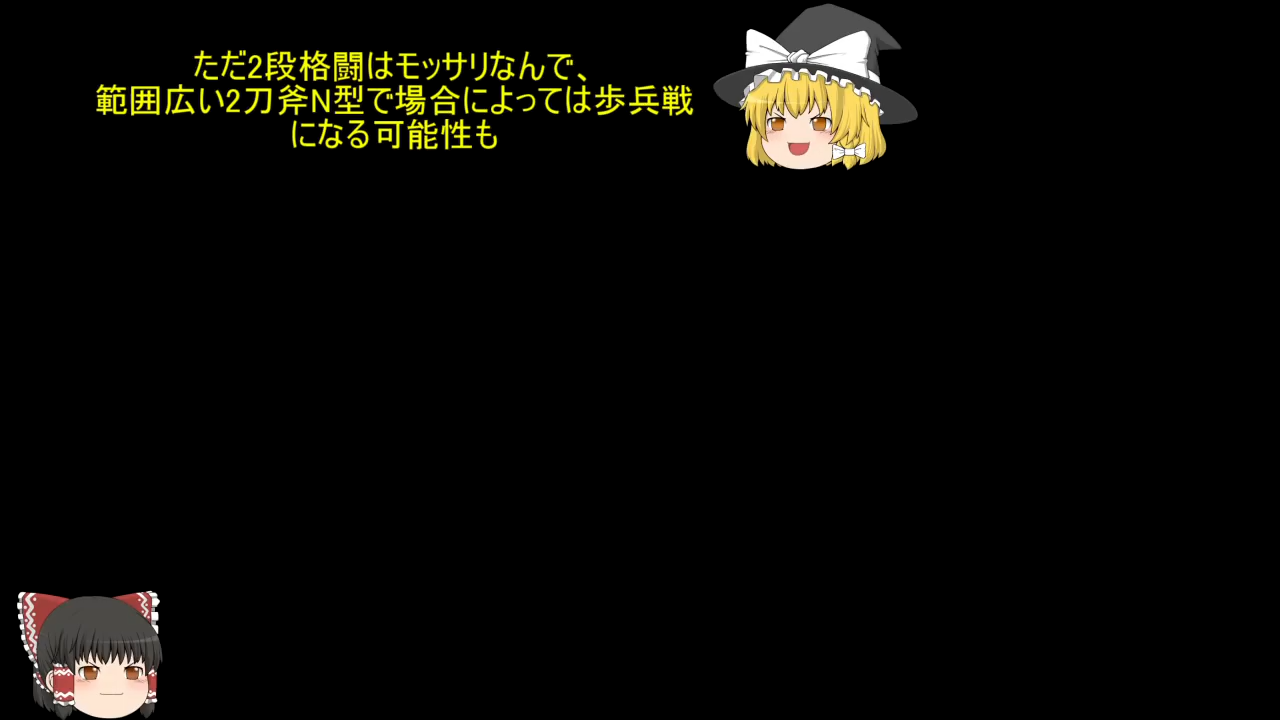 ただ2段格闘はモッサリなんで、
範囲広い2刀斧N型で場合によっては歩兵戦
になる可能性も